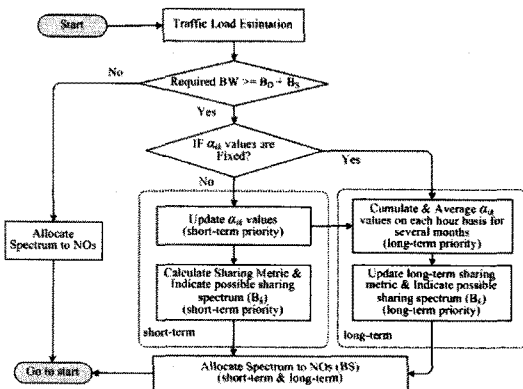 Start
Traffic Load Estimation
No
Required BW >= B_D + B_S
Yes
IF α_ik values are
Fixed?
Yes
No
Update α_ik values
(short-term priority)
Cumulate & Average α_ik
values on each hour basis for
several months
(long-term priority)
Allocate
Spectrum to NOs
Calculate Sharing Metric &
Indicate possible sharing
spectrum (B_S)
(short-term priority)
Update long-term sharing
metric & Indicate possible
sharing spectrum (B_S)
(long-term priority)
short-term
long-term
Go to start
Allocate Spectrum to NOs (BS)
(short-term & long-term)